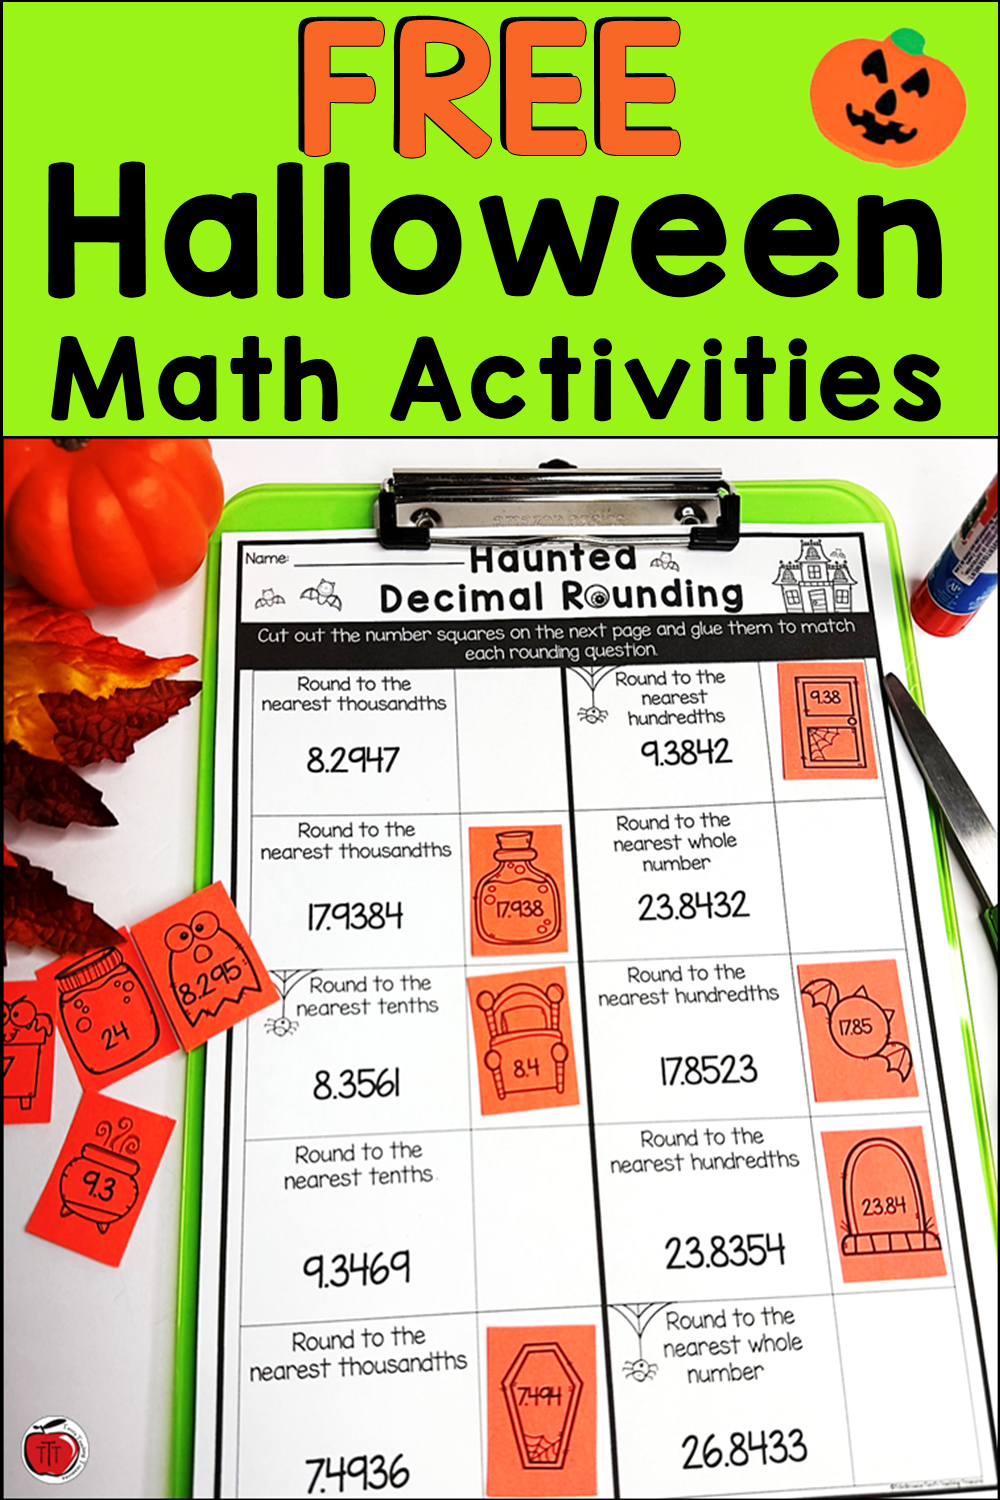 FREE
Halloween
Math Activities
amazon basics
Name:
Haunted
Decimal Rounding
Cut out the number squares on the next page and glue them to match
each rounding question.
Round to the
nearest thousandths
8.2947
Round to the
nearest
hundredths
9.3842
9.38
Round to the
nearest thousandths
17.9384
17.938
Round to the
nearest whole
number
23.8432
Round to the
nearest tenths
8.3561
8.4
Round to the
nearest hundredths
17.8523
17.85
Round to the
nearest tenths
9.3469
Round to the
nearest hundredths
23.8354
23.84
Round to the
nearest thousandths
7.4936
7.494
Round to the
nearest whole
number
26.8433
8.295
24
7
9.3
TTT